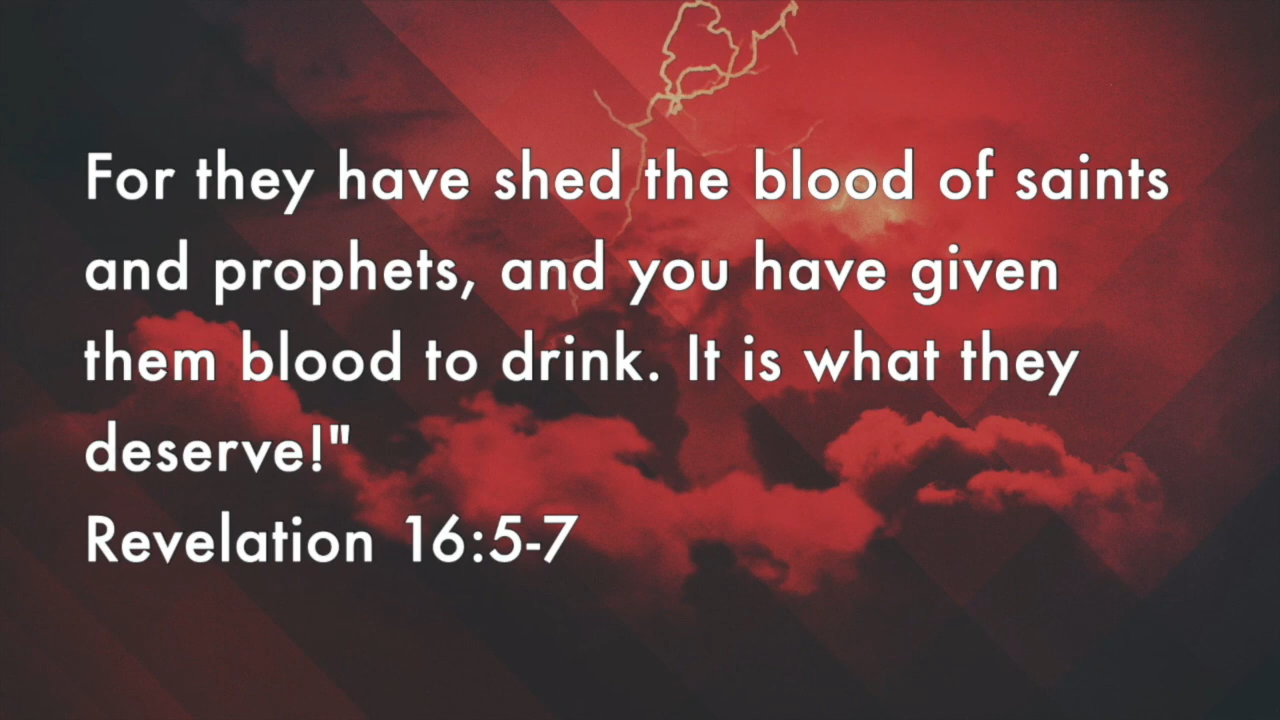 For they have shed the blood of saints
and prophets, and you have given
them blood to drink. It is what they
deserve!"
Revelation 16:5-7